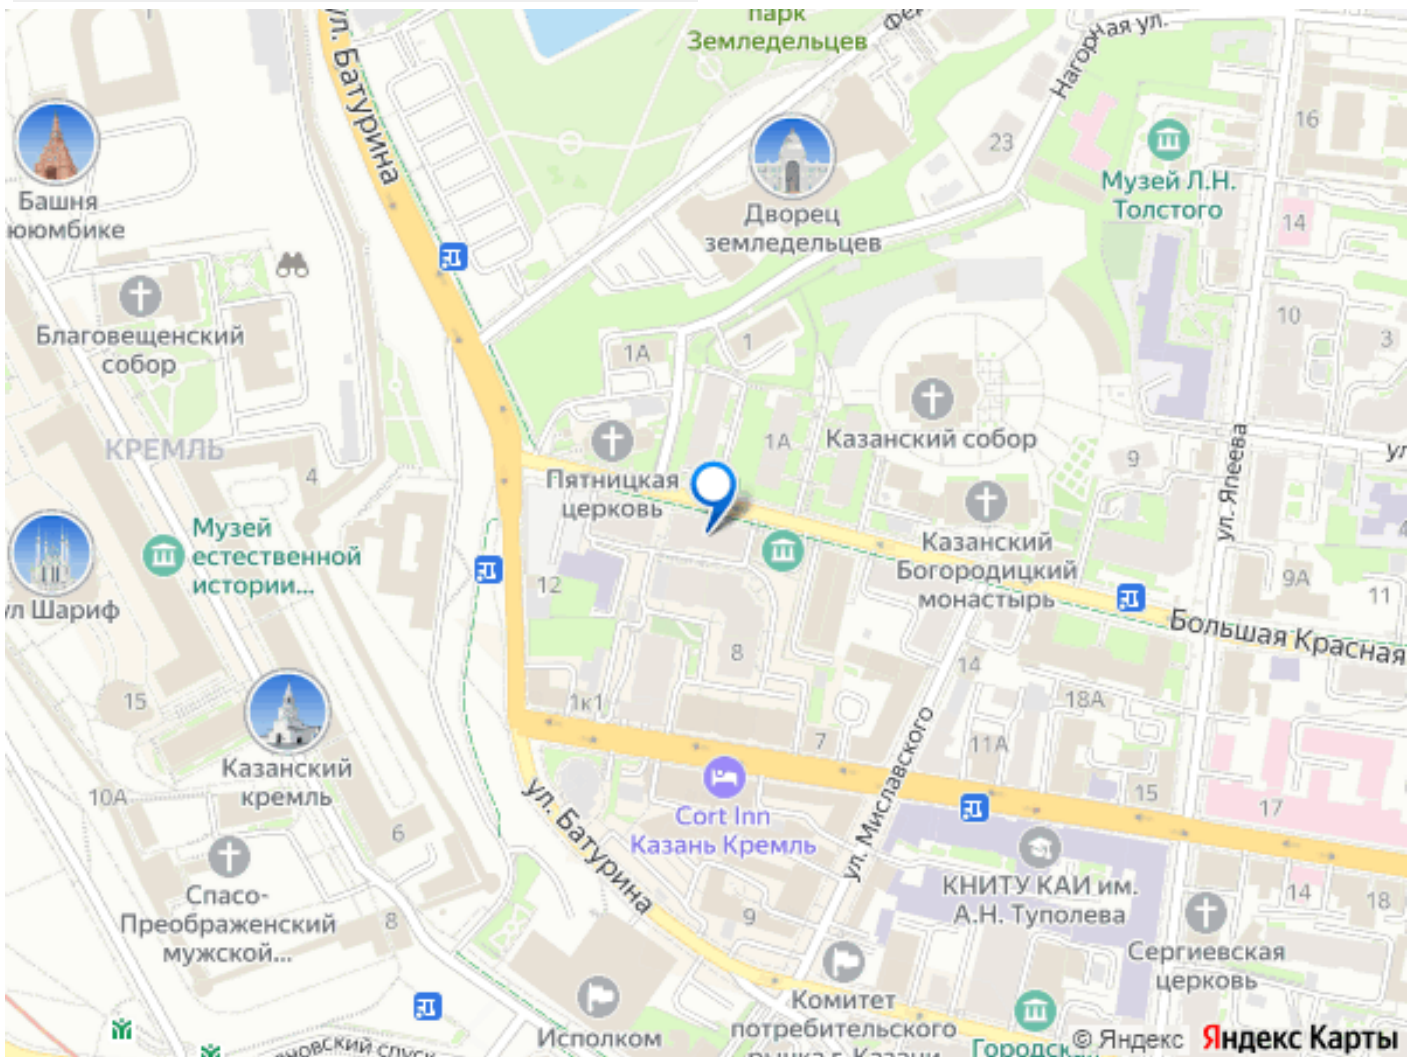 парк
Земледельцев
ул. Батурина
Нагорная ул.
23
16
Башня
Дворец
земледельцев
Музей Л.Н.
Толстого
14
Благовещенский
собор
10
3
1А
1
КРЕМЛЬ
4
Пятницкая
церковь
1А
Казанский собор
9
ул. Япеева
Музей
естественной
истории...
л Шариф
12
Казанский
Богородицкий
монастырь
9А
11
Большая Красная
8
14
15
1к1
7
18А
11А
Казанский
кремль
10А
6
ул. Батурина
Cort Inn
Казань Кремль
ул. Миславского
15
17
КНИТУ КАИ им.
А.Н. Туполева
14
18
Спасо-
Преображенский
мужской...
8
9
Сергиевская
церковь
Исполком
Комитет
потребительского
рынка г. Казани
© Яндекс
Яндекс Карты